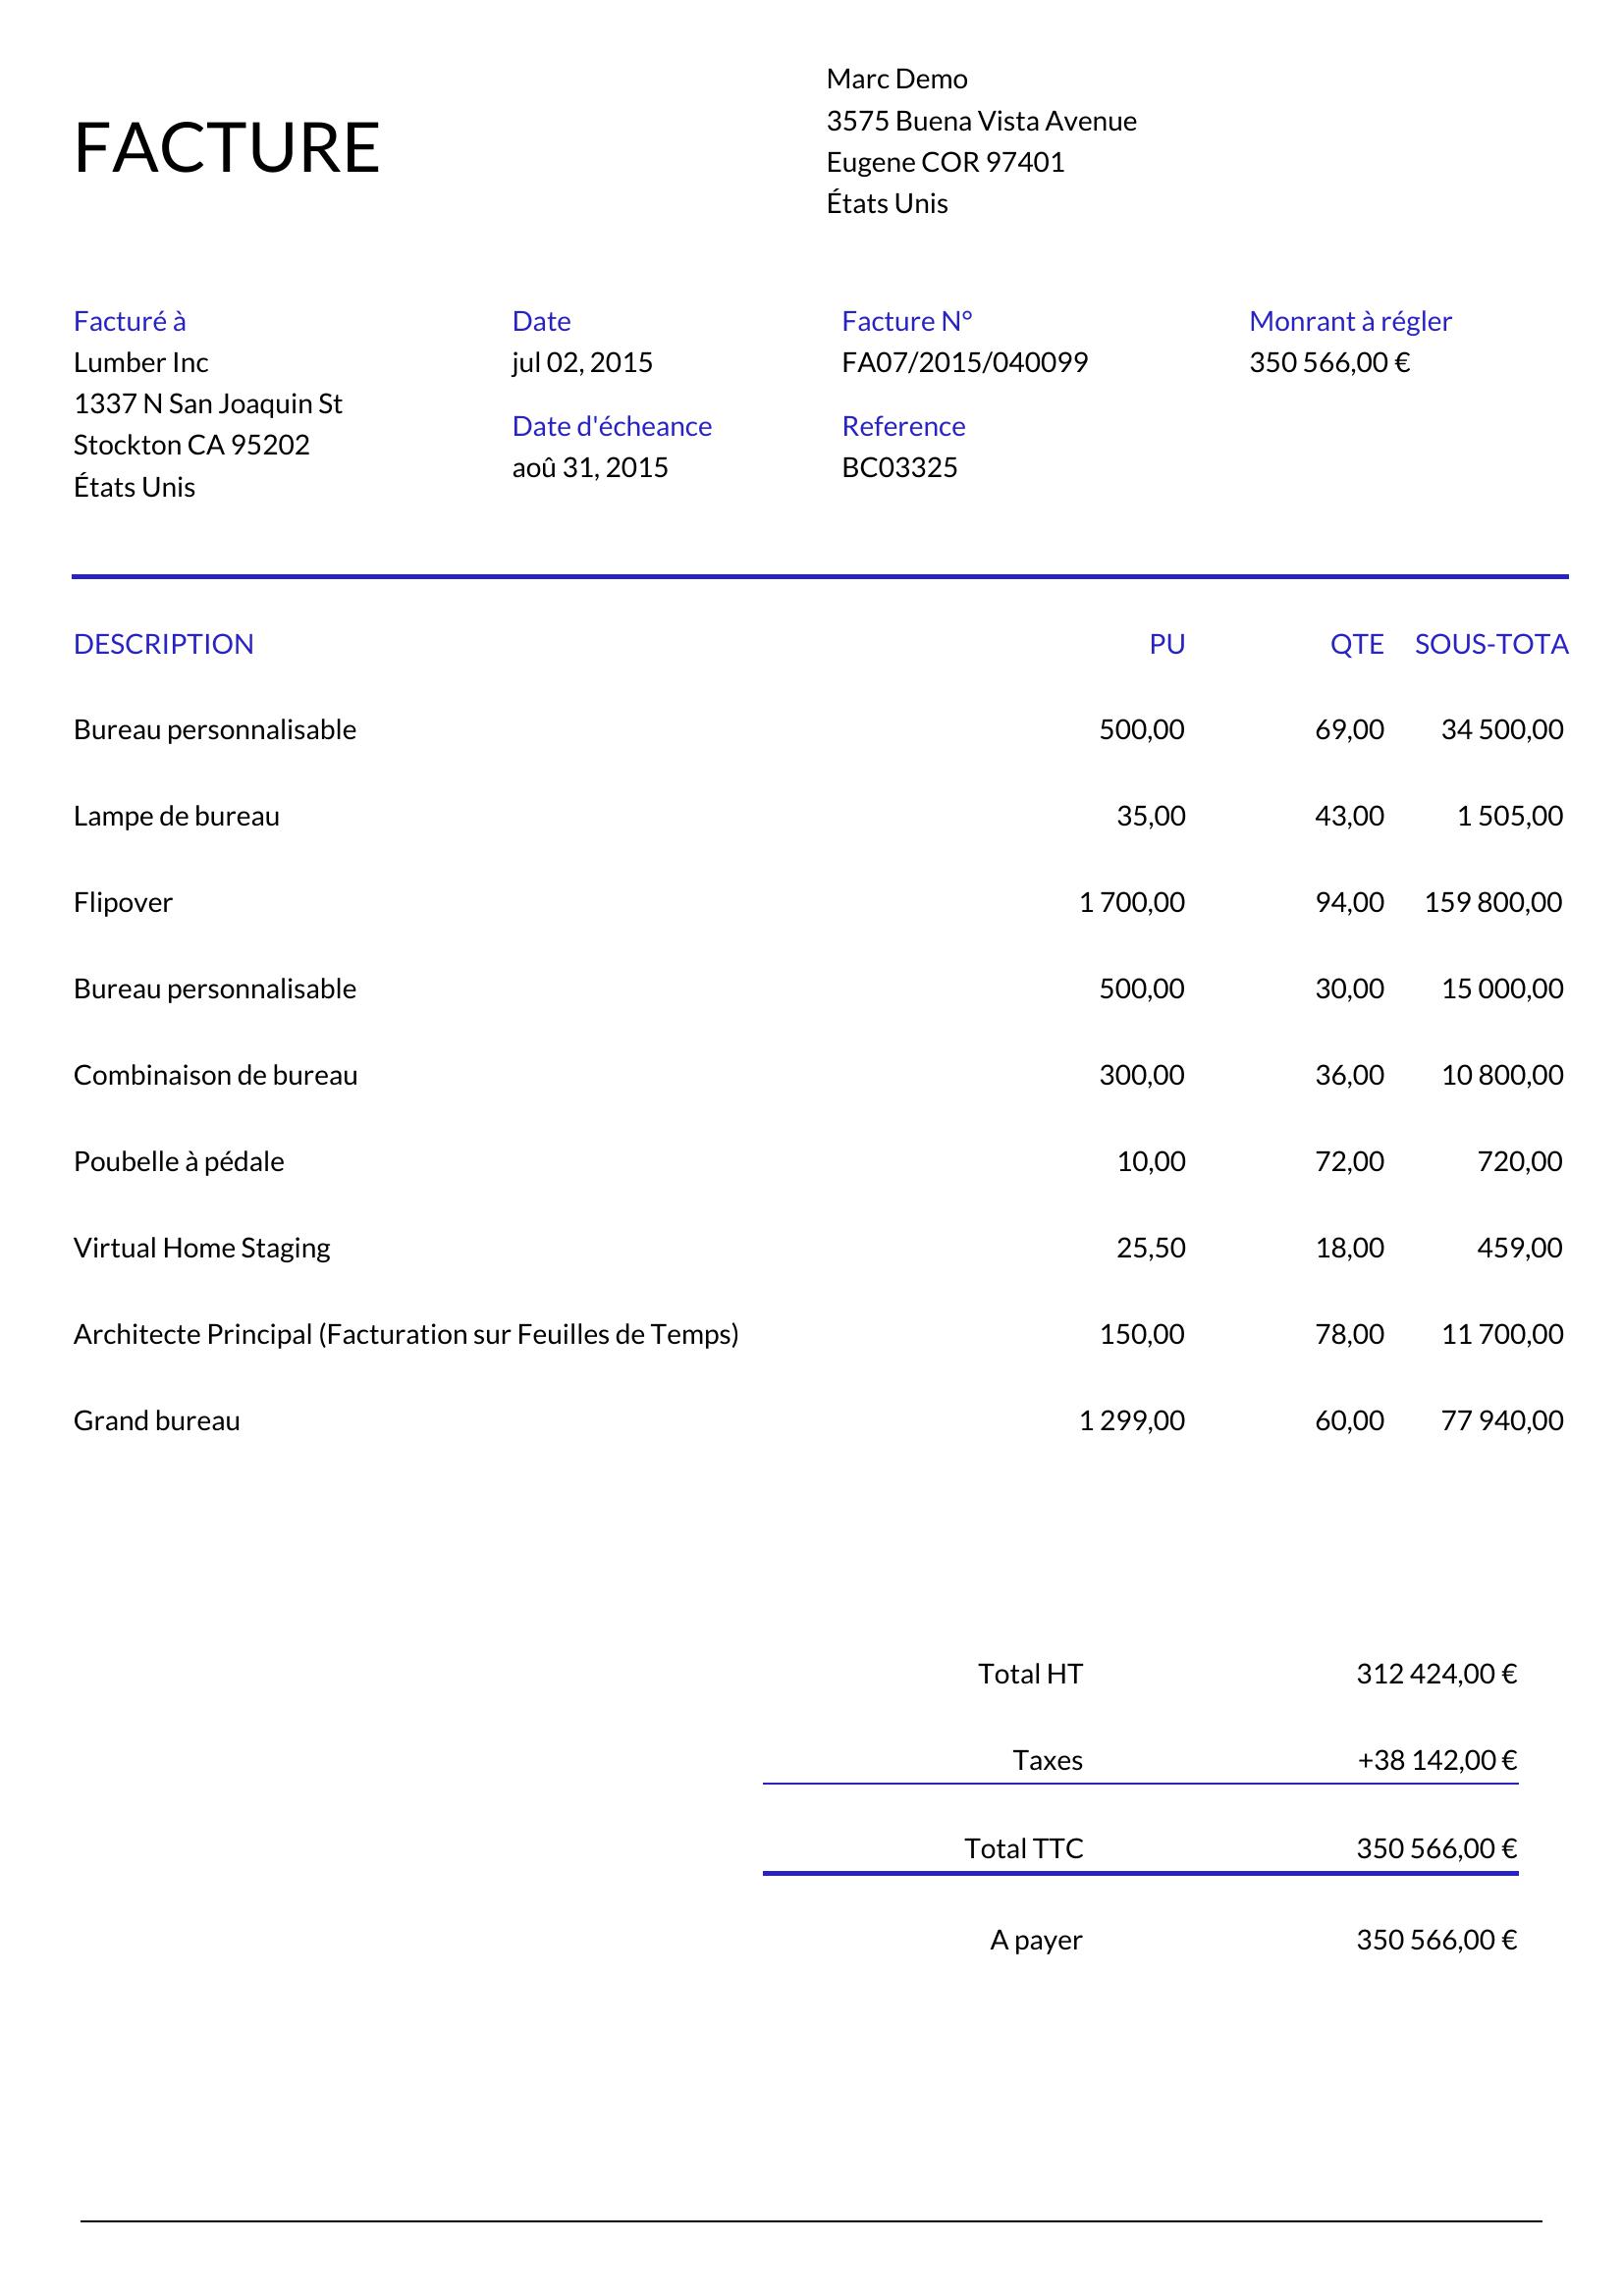 Marc Demo
3575 Buena Vista Avenue
Eugene COR 97401
États Unis
FACTURE
Facturé à
Lumber Inc
1337 N San Joaquin St
Stockton CA 95202
États Unis
Date
jul 02, 2015
Date d'écheance
aoû 31, 2015
Facture N°
FA07/2015/040099
Reference
BC03325
Monrant à régler
350 566,00 €
DESCRIPTION PU QTE SOUS-TOTA
Bureau personnalisable 500,00 69,00 34 500,00
Lampe de bureau 35,00 43,00 1 505,00
Flipover 1 700,00 94,00 159 800,00
Bureau personnalisable 500,00 30,00 15 000,00
Combinaison de bureau 300,00 36,00 10 800,00
Poubelle à pédale 10,00 72,00 720,00
Virtual Home Staging 25,50 18,00 459,00
Architecte Principal (Facturation sur Feuilles de Temps) 150,00 78,00 11 700,00
Grand bureau 1 299,00 60,00 77 940,00
Total HT 312 424,00 €
Taxes +38 142,00 €
Total TTC 350 566,00 €
A payer 350 566,00 €